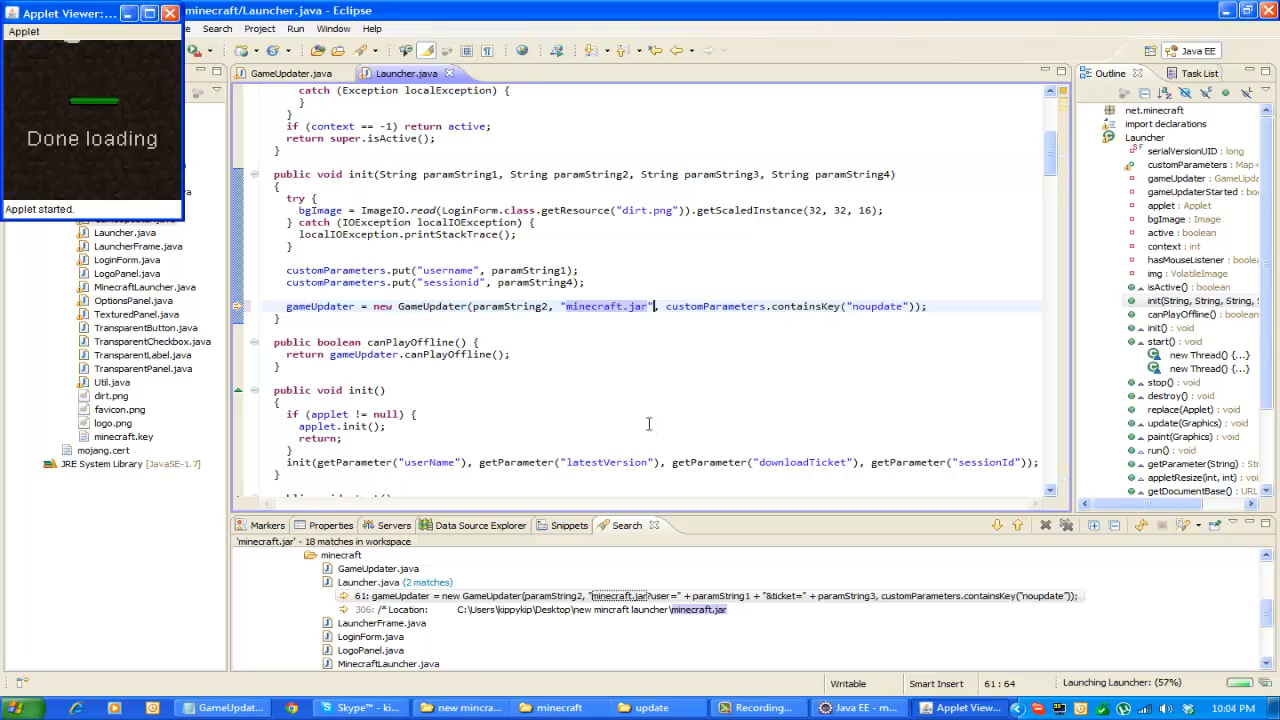 Applet Viewer:...
minecraft/Launcher.java - Eclipse
Applet
Search Project Run Window Help
Java EE
Done loading
Applet started.
GameUpdater.java
Launcher.java
Outline
Task List
Launcher.java
LauncherFrame.java
LoginForm.java
LogoPanel.java
MinecraftLauncher.java
OptionsPanel.java
TexturedPanel.java
TransparentButton.java
TransparentCheckbox.java
TransparentLabel.java
TransparentPanel.java
Util.java
dirt.png
favicon.png
logo.png
minecraft.key
mojang.cert
JRE System Library [JavaSE-1.7]
catch (Exception localException) {
}
}
if (context == -1) return active;
return super.isActive();
}
public void init(String paramString1, String paramString2, String paramString3, String paramString4)
{
try {
bgImage = ImageIO.read(LoginForm.class.getResource("dirt.png")).getScaledInstance(32, 32, 16);
} catch (IOException localIOException) {
localIOException.printStackTrace();
}
customParameters.put("username", paramString1);
customParameters.put("sessionid", paramString4);
gameUpdater = new GameUpdater(paramString2, "minecraft.jar", customParameters.containsKey("noupdate"));
}
public boolean canPlayOffline() {
return gameUpdater.canPlayOffline();
}
public void init()
{
if (applet != null) {
applet.init();
return;
}
init(getParameter("userName"), getParameter("latestVersion"), getParameter("downloadTicket"), getParameter("sessionId"));
}
net.minecraft
import declarations
Launcher
serialVersionUID : long
customParameters : Map<
gameUpdater : GameUpda
gameUpdaterStarted : bo
applet : Applet
bgImage : Image
active : boolean
context : int
hasMouseListener : boole
img : VolatileImage
isActive() : boolean
init(String, String, String,
canPlayOffline() : boolear
init() : void
start() : void
new Thread() {...}
new Thread() {...}
stop() : void
destroy() : void
replace(Applet) : void
update(Graphics) : void
paint(Graphics) : void
run() : void
getParameter(String) : St
appletResize(int, int) : voi
getDocumentBase() : URL
Markers Properties Servers Data Source Explorer Snippets Search
'minecraft.jar' - 18 matches in workspace
minecraft
GameUpdater.java
Launcher.java (2 matches)
61: gameUpdater = new GameUpdater(paramString2, "minecraft.jar?user=" + paramString1 + "&ticket=" + paramString3, customParameters.containsKey("noupdate"));
306: /* Location: C:\Users\kippykip\Desktop\new mincraft launcher\minecraft.jar
LauncherFrame.java
LoginForm.java
LogoPanel.java
MinecraftLauncher.java
Writable
Smart Insert
61 : 64
Launching Launcher: (57%)
start
GameUpdat...
Skype™ - ki...
new mincra...
minecraft
update
Recording...
Java EE - m...
Applet View...
10:04 PM